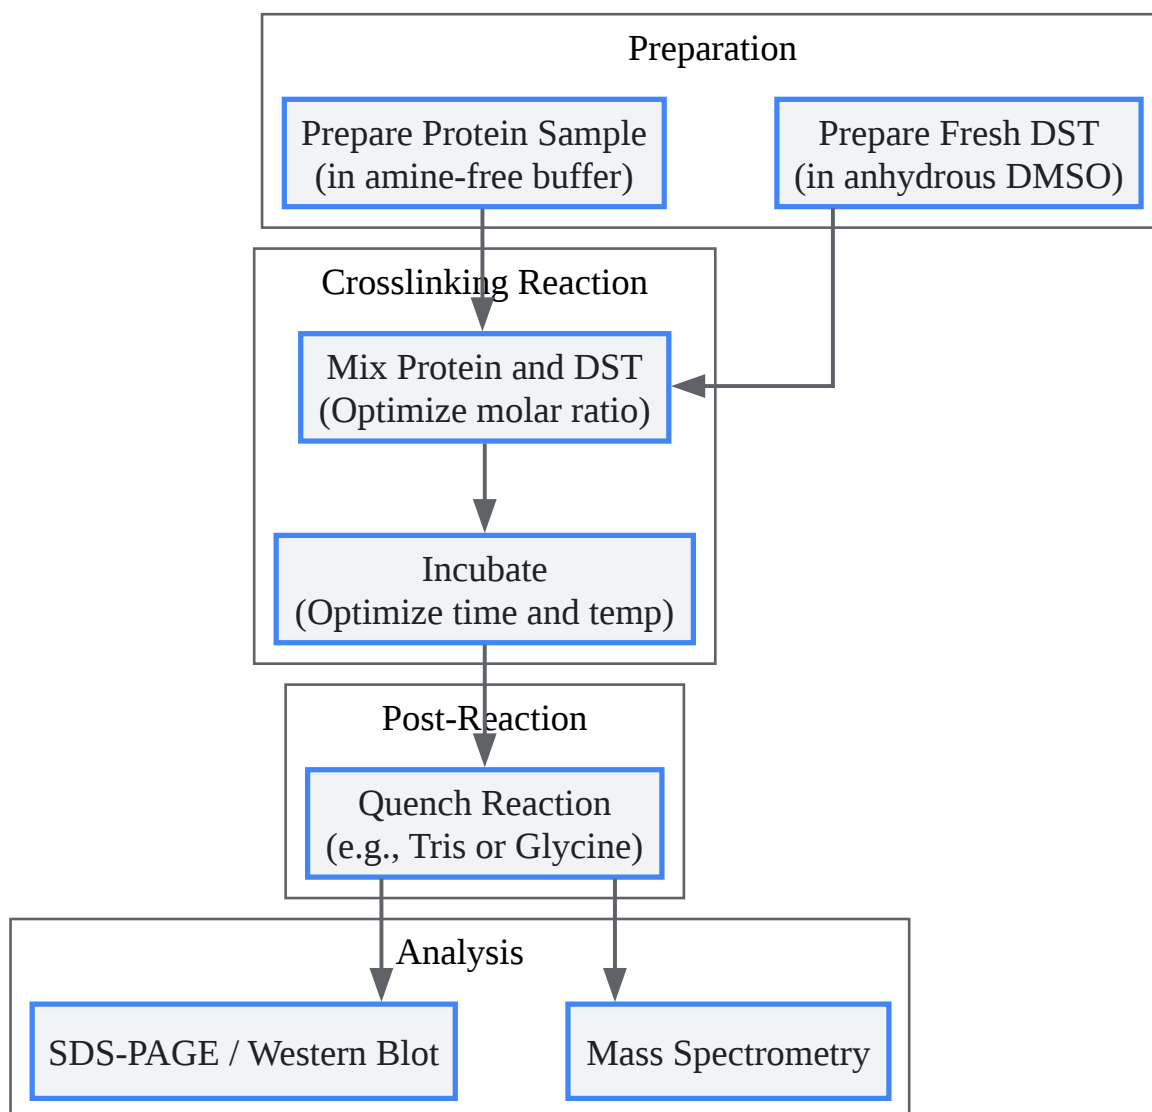 Preparation
Prepare Protein Sample
(in amine-free buffer)
Prepare Fresh DST
(in anhydrous DMSO)
Crosslinking Reaction
Mix Protein and DST
(Optimize molar ratio)
Incubate
(Optimize time and temp)
Post-Reaction
Quench Reaction
(e.g., Tris or Glycine)
Analysis
SDS-PAGE / Western Blot
Mass Spectrometry